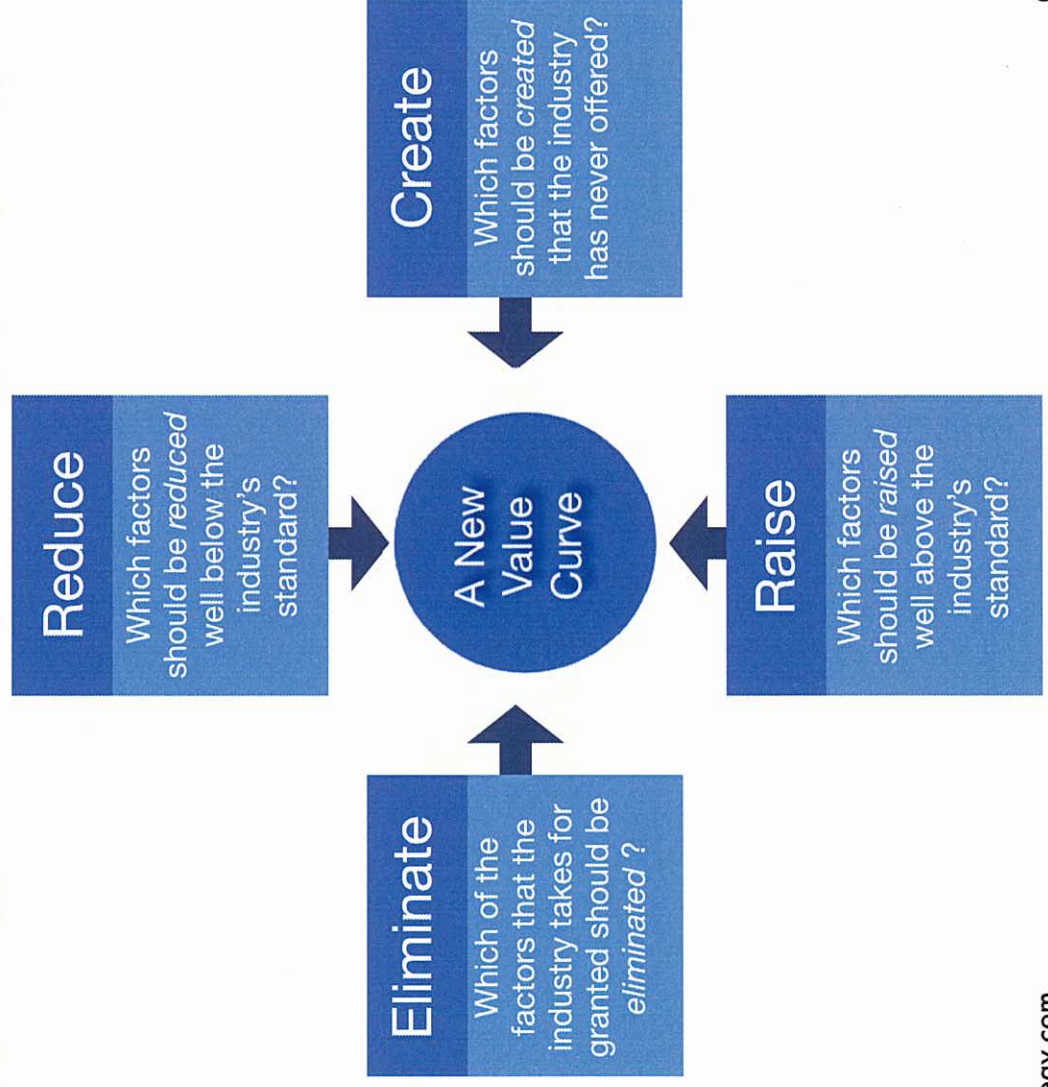 Reduce
Which factors
should be reduced
well below the
industry's
standard?
Eliminate
Which of the
factors that the
industry takes for
granted should be
eliminated ?
A New
Value
Curve
Create
Which factors
should be created
that the industry
has never offered?
Raise
Which factors
should be raised
well above the
industry's
standard?